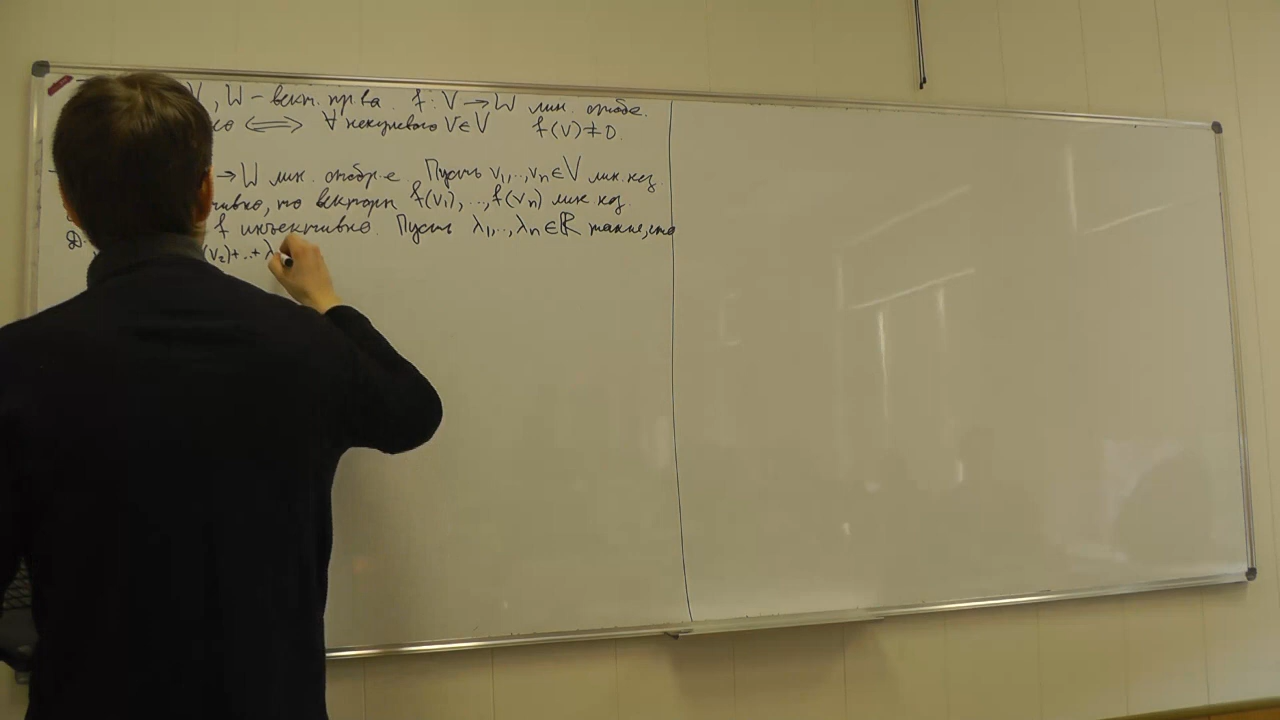 , W – вект. пр-ва. f: V → W лин. отобр.
⟺ ∀ ненулевого v ∈ V f(v) ≠ 0.
→ W лин. отобр-е. Пусть v₁,..,vₙ ∈ V лин. нез.
тивно, то векторы f(v₁),..,f(vₙ) лин. нез.
f инъективно. Пусть λ₁,..,λₙ ∈ ℝ такие, что
(v₂)+..+λ